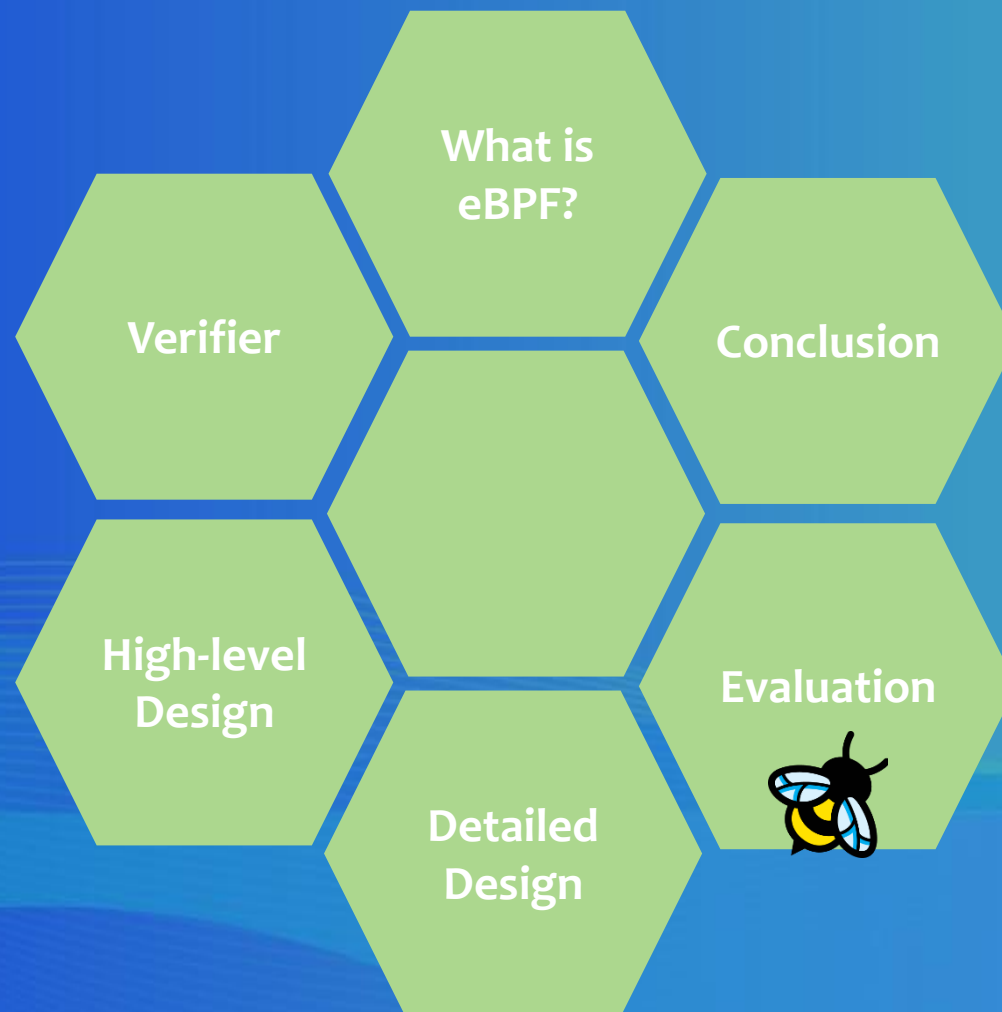 What is
eBPF?
Verifier
Conclusion
High-level
Design
Evaluation
Detailed
Design